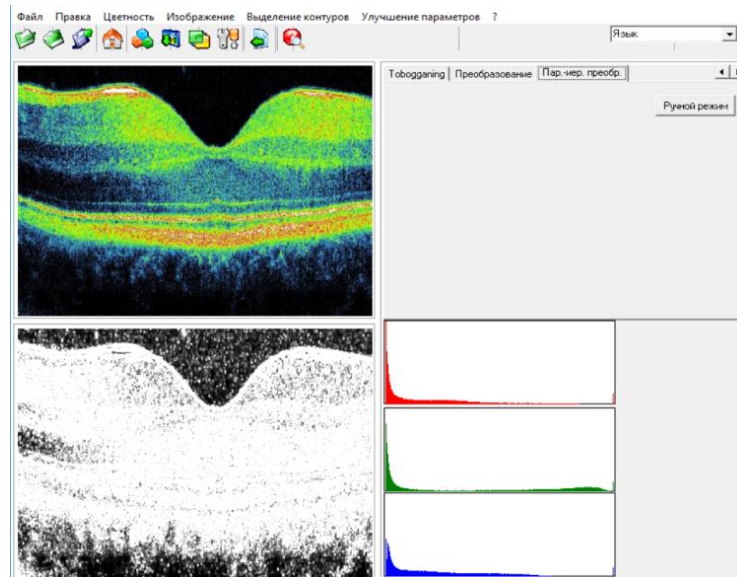 Файл Правка Цветность Изображение Выделение контуров Улучшение параметров ?
Язык
Tobogganing Преобразование Пар.-иер. преобр.
Ручной режим